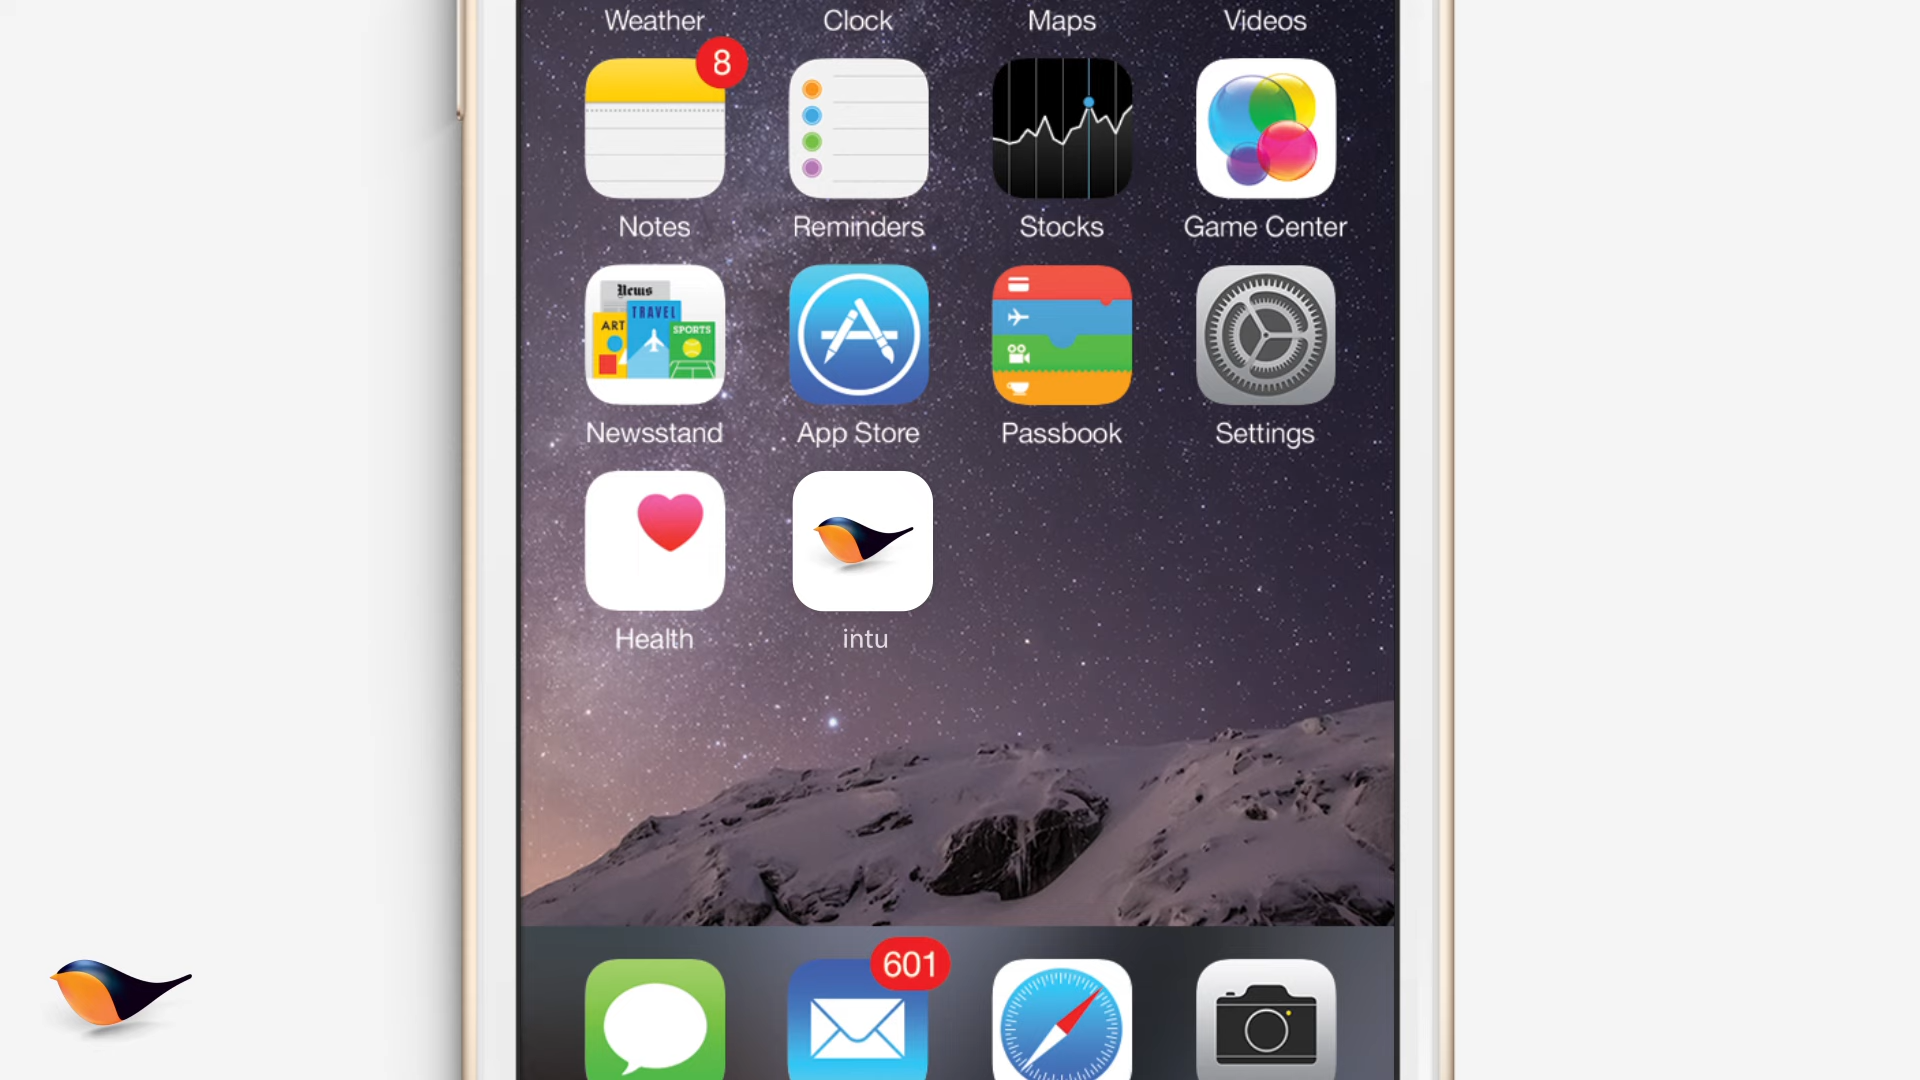 Weather Clock Maps Videos
8
Notes Reminders Stocks Game Center
News
TRAVEL
ART
SPORTS
Newsstand App Store Passbook Settings
Health intu
601